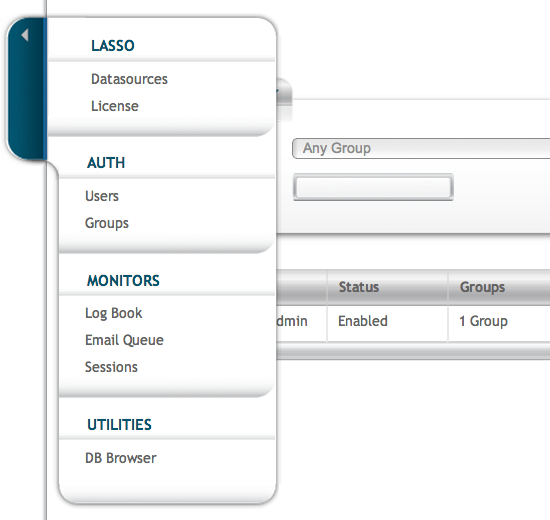 LASSO
Datasources
License
AUTH
Users
Groups
MONITORS
Log Book
Email Queue
Sessions
UTILITIES
DB Browser
Any Group
Status Groups
dmin Enabled 1 Group